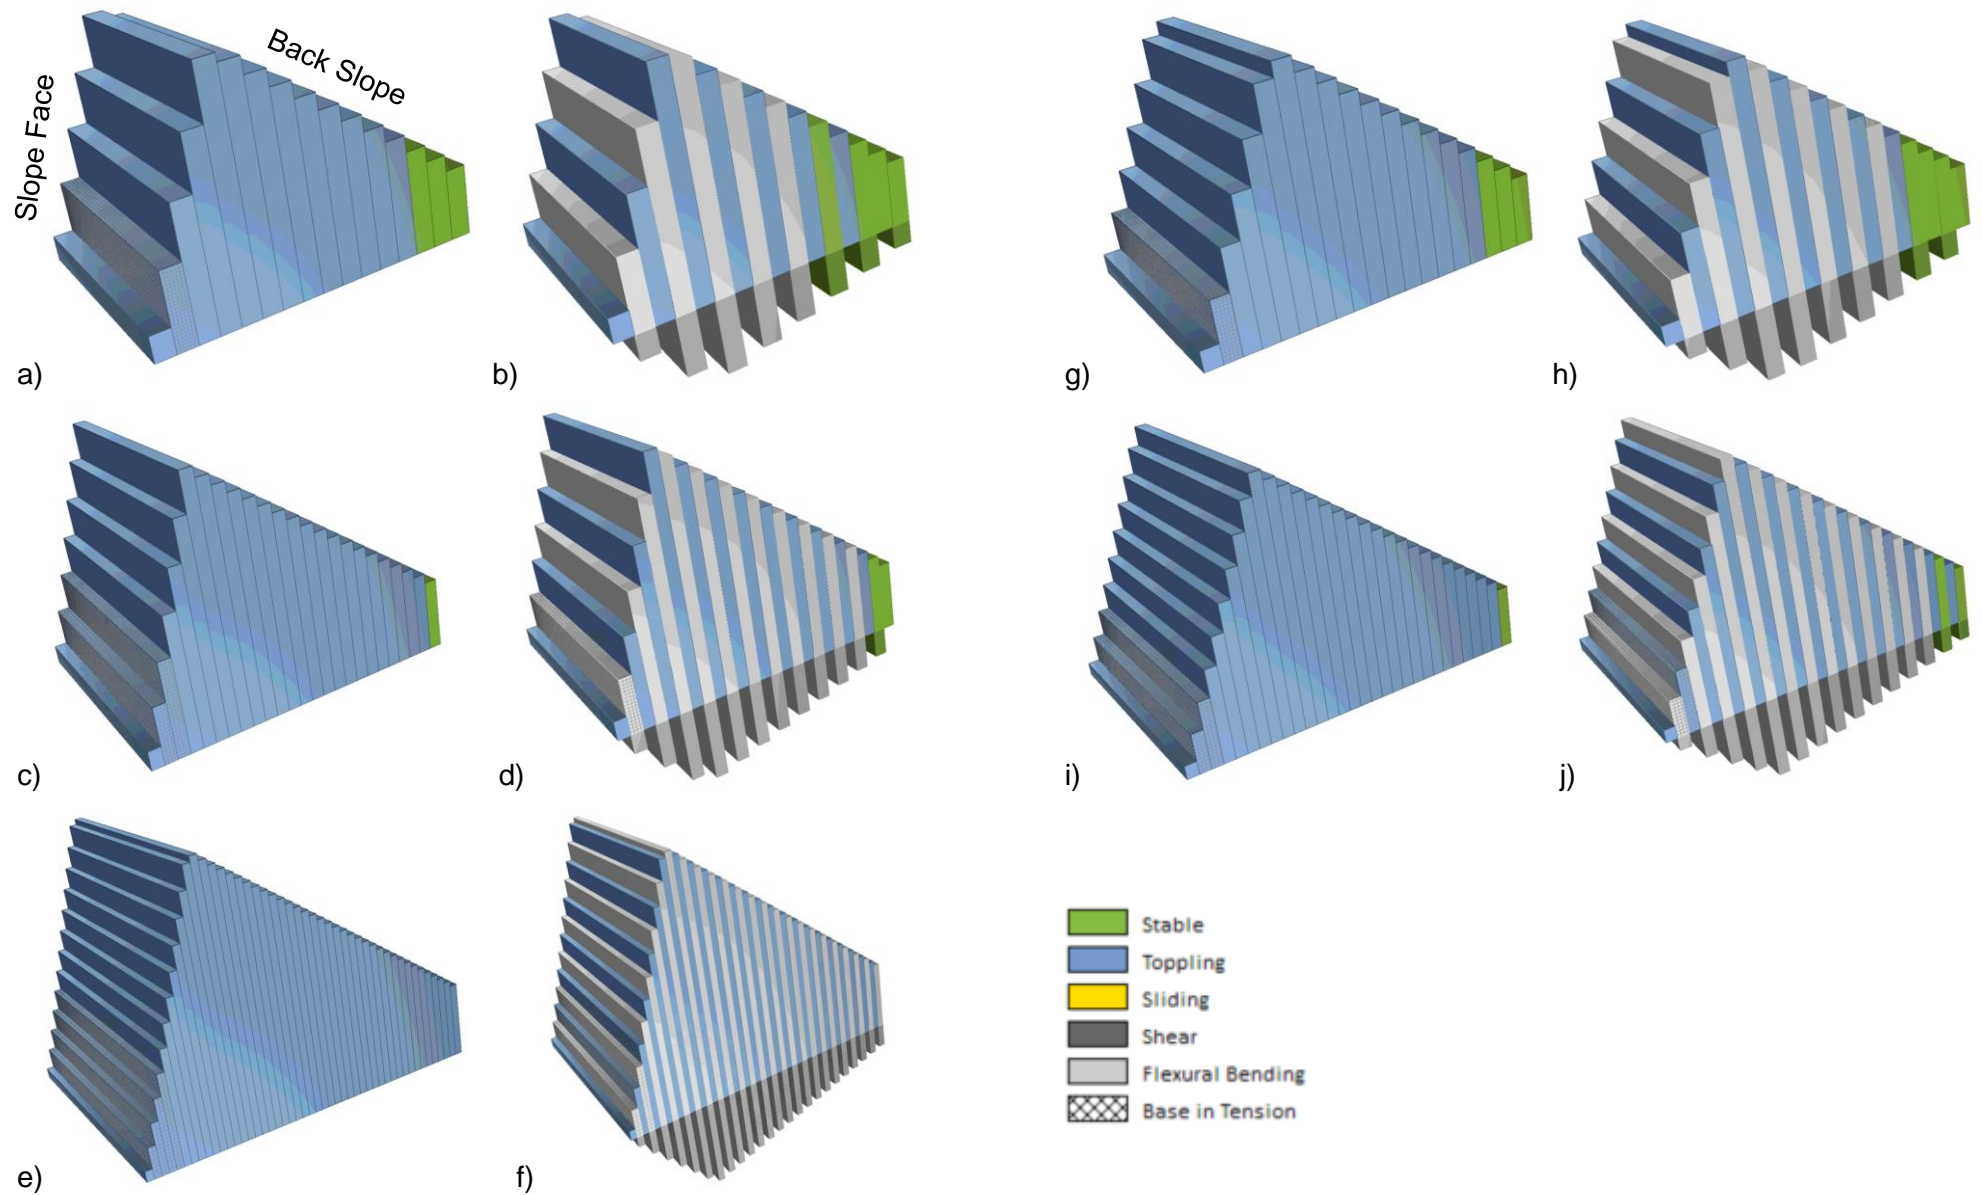 Slope Face
Back Slope
a)
b)
g)
h)
c)
d)
i)
j)
e)
f)
Stable
Toppling
Sliding
Shear
Flexural Bending
Base in Tension